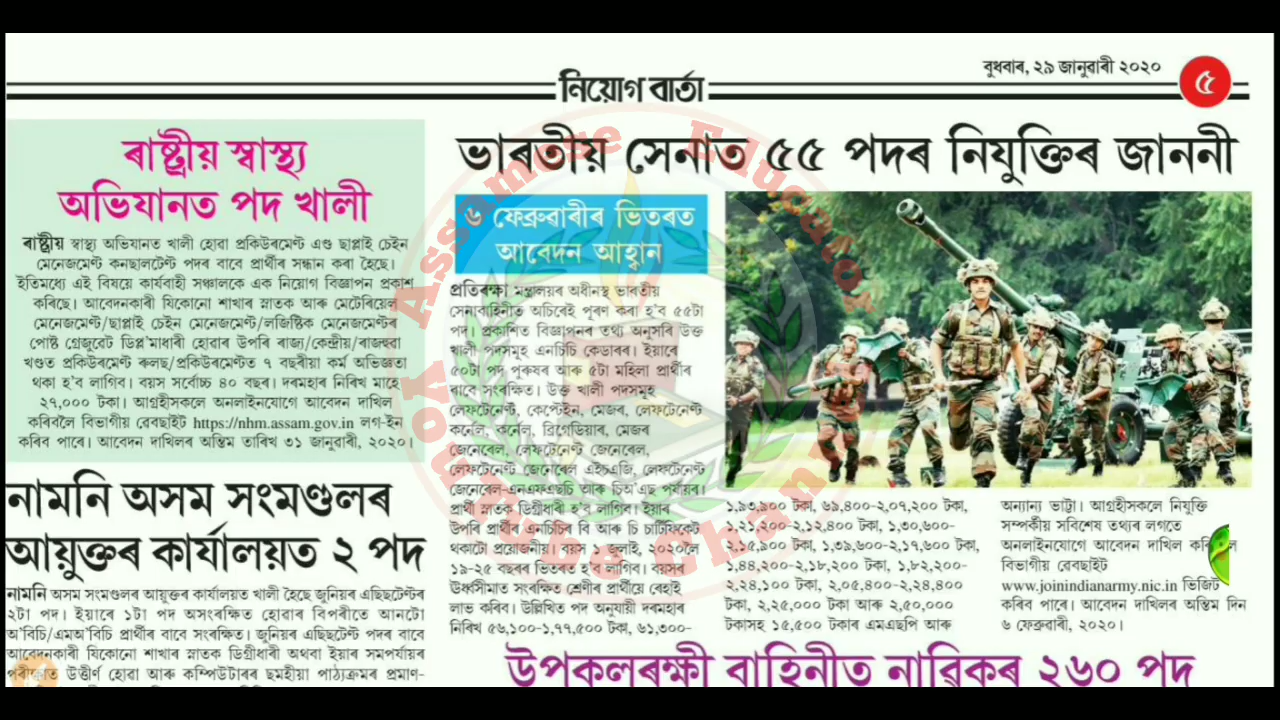 বুধবাৰ, ২৯ জানুৱাৰী ২০২০
৫
নিয়োগ বাৰ্তা
ৰাষ্ট্ৰীয় স্বাস্থ্য
অভিযানত পদ খালী
ৰাষ্ট্ৰীয় স্বাস্থ্য অভিযানত খালী হোৱা প্ৰকিউৰমেণ্ট এণ্ড ছাপ্লাই চেইন
মেনেজমেণ্ট কনছালটেণ্ট পদৰ বাবে প্ৰাৰ্থীৰ সন্ধান কৰা হৈছে।
ইতিমধ্যে এই বিষয়ে কাৰ্যবাহী সঞ্চালকে এক নিয়োগ বিজ্ঞাপন প্ৰকাশ
কৰিছে। আবেদনকাৰী যিকোনো শাখাৰ স্নাতক আৰু মেটেৰিয়েল
মেনেজমেণ্ট/ছাপ্লাই চেইন মেনেজমেণ্ট/লজিষ্টিক মেনেজমেণ্টৰ
পোষ্ট গ্ৰেজুৱেট ডিপ্ল'মাধাৰী হোৱাৰ উপৰি ৰাজ্য/কেন্দ্ৰীয়/ৰাজহুৱা
খণ্ডত প্ৰকিউৰমেণ্ট ৰুলছ/প্ৰকিউৰমেণ্টত ৭ বছৰীয়া কৰ্ম অভিজ্ঞতা
থকা হ'ব লাগিব। বয়স সৰ্বোচ্চ ৪০ বছৰ। দৰমহাৰ নিৰিখ মাহে
২৭,০০০ টকা। আগ্ৰহীসকলে অনলাইনযোগে আবেদন দাখিল
কৰিবলৈ বিভাগীয় ৱেবছাইট https://nhm.assam.gov.in লগ-ইন
কৰিব পাৰে। আবেদন দাখিলৰ অন্তিম তাৰিখ ৩১ জানুৱাৰী, ২০২০।
নামনি অসম সংমণ্ডলৰ
আয়ুক্তৰ কাৰ্যালয়ত ২ পদ
নামনি অসম সংমণ্ডলৰ আয়ুক্তৰ কাৰ্যালয়ত খালী হৈছে জুনিয়ৰ এছিছটেণ্টৰ
২টা পদ। ইয়াৰে ১টা পদ অসংৰক্ষিত হোৱাৰ বিপৰীতে আনটো
অ'বিচি/এমঅ'বিচি প্ৰাৰ্থীৰ বাবে সংৰক্ষিত। জুনিয়ৰ এছিছটেণ্ট পদৰ বাবে
আবেদনকাৰী যিকোনো শাখাৰ স্নাতক ডিগ্ৰীধাৰী অথবা ইয়াৰ সমপৰ্যায়ৰ
পৰীক্ষাত উত্তীৰ্ণ হোৱা আৰু কম্পিউটাৰৰ ছমহীয়া পাঠ্যক্ৰমৰ প্ৰমাণ-
ভাৰতীয় সেনাত ৫৫ পদৰ নিযুক্তিৰ জাননী
৬ ফেব্ৰুৱাৰীৰ ভিতৰত
আবেদন আহ্বান
প্ৰতিৰক্ষা মন্ত্ৰালয়ৰ অধীনস্থ ভাৰতীয়
সেনাবাহিনীত অচিৰেই পূৰণ কৰা হ'ব ৫৫টা
পদ। প্ৰকাশিত বিজ্ঞাপনৰ তথ্য অনুসৰি উক্ত
খালী পদসমূহ এনচিচি কেডাৰৰ। ইয়াৰে
৫০টা পদ পুৰুষৰ আৰু ৫টা মহিলা প্ৰাৰ্থীৰ
বাবে সংৰক্ষিত। উক্ত খালী পদসমূহ
লেফটেনেণ্ট, কেপ্টেইন, মেজৰ, লেফটেনেণ্ট
কৰ্নেল, কৰ্নেল, ব্ৰিগেডিয়াৰ, মেজৰ
জেনেৰেল, লেফটেনেণ্ট জেনেৰেল,
লেফটেনেণ্ট জেনেৰেল এইচএজি, লেফটেনেণ্ট
জেনেৰেল-এনএফএছচি আৰু চিঅ'এছ পৰ্যায়ৰ।
প্ৰাৰ্থী স্নাতক ডিগ্ৰীধাৰী হ'ব লাগিব। ইয়াৰ
উপৰি প্ৰাৰ্থীৰ এনচিচিৰ বি আৰু চি চাৰ্টিফিকেট
থকাটো প্ৰয়োজনীয়। বয়স ১ জুলাই, ২০২০লৈ
১৯-২৫ বছৰৰ ভিতৰত হ'ব লাগিব। বয়সৰ
উৰ্ধ্বসীমাত সংৰক্ষিত শ্ৰেণীৰ প্ৰাৰ্থীয়ে ৰেহাই
লাভ কৰিব। উল্লিখিত পদ অনুযায়ী দৰমহাৰ
নিৰিখ ৫৬,১০০-১,৭৭,৫০০ টকা, ৬১,৩০০-
১,৯৩,৯০০ টকা, ৬৯,৪০০-২,০৭,২০০ টকা,
১,২১,২০০-২,১২,৪০০ টকা, ১,৩০,৬০০-
২,১৫,৯০০ টকা, ১,৩৯,৬০০-২,১৭,৬০০ টকা,
১,৪৪,২০০-২,১৮,২০০ টকা, ১,৮২,২০০-
২,২৪,১০০ টকা, ২,০৫,৪০০-২,২৪,৪০০
টকা, ২,২৫,০০০ টকা আৰু ২,৫০,০০০
টকাসহ ১৫,৫০০ টকাৰ এমএছপি আৰু
অন্যান্য ভাট্টা। আগ্ৰহীসকলে নিযুক্তি
সম্পৰ্কীয় সবিশেষ তথ্যৰ লগতে
অনলাইনযোগে আবেদন দাখিল
বিভাগীয় ৱেবছাইট
www.joinindianarmy.nic.in ভিজিট
কৰিব পাৰে। আবেদন দাখিলৰ অন্তিম দিন
৬ ফেব্ৰুৱাৰী, ২০২০।
উপকূলৰক্ষী বাহিনীত নাৱিকৰ ২৬০ পদ
Assamese Educator
Youtube Channel